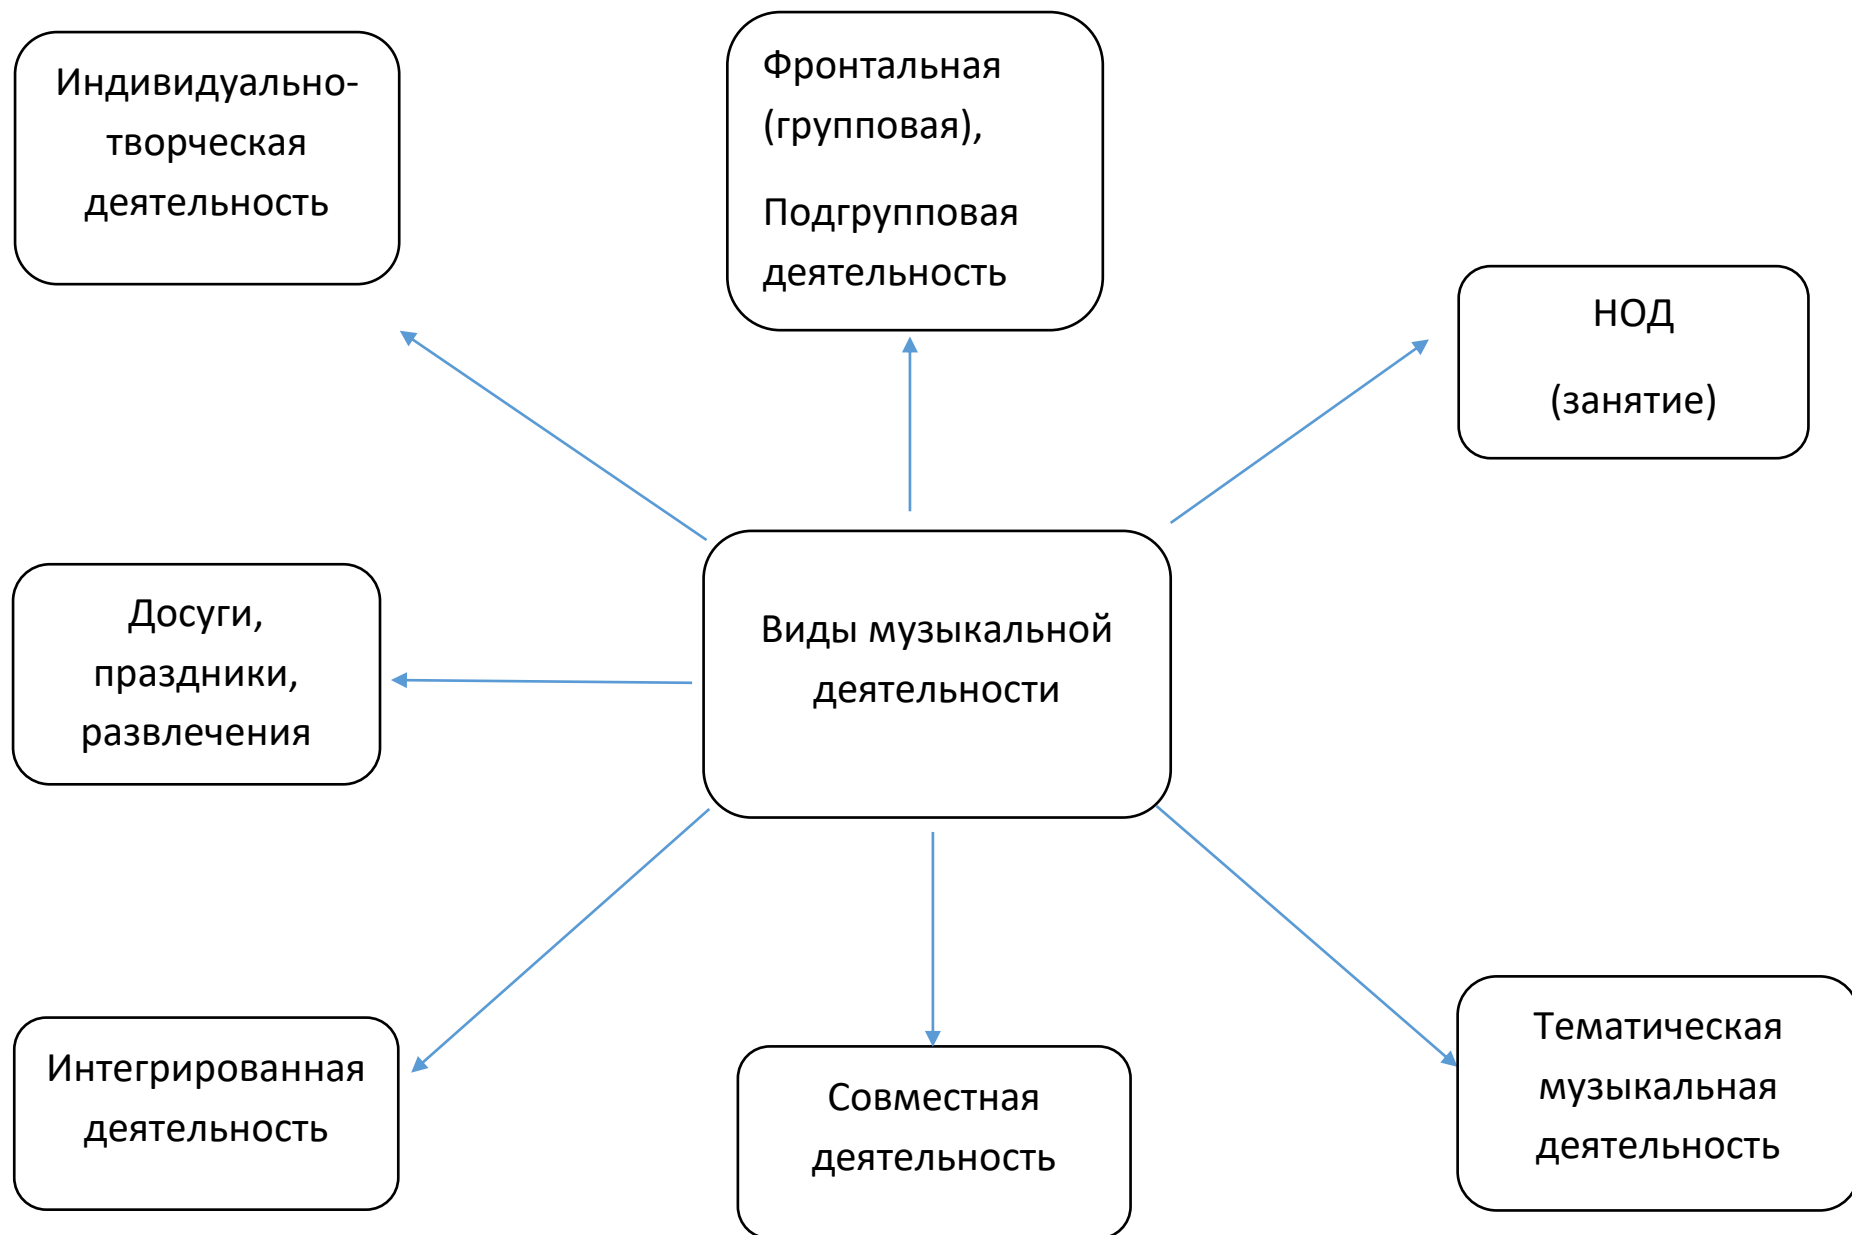 Индивидуально-
творческая
деятельность
Фронтальная
(групповая),
Подгрупповая
деятельность
НОД
(занятие)
Досуги,
праздники,
развлечения
Виды музыкальной
деятельности
Интегрированная
деятельность
Совместная
деятельность
Тематическая
музыкальная
деятельность